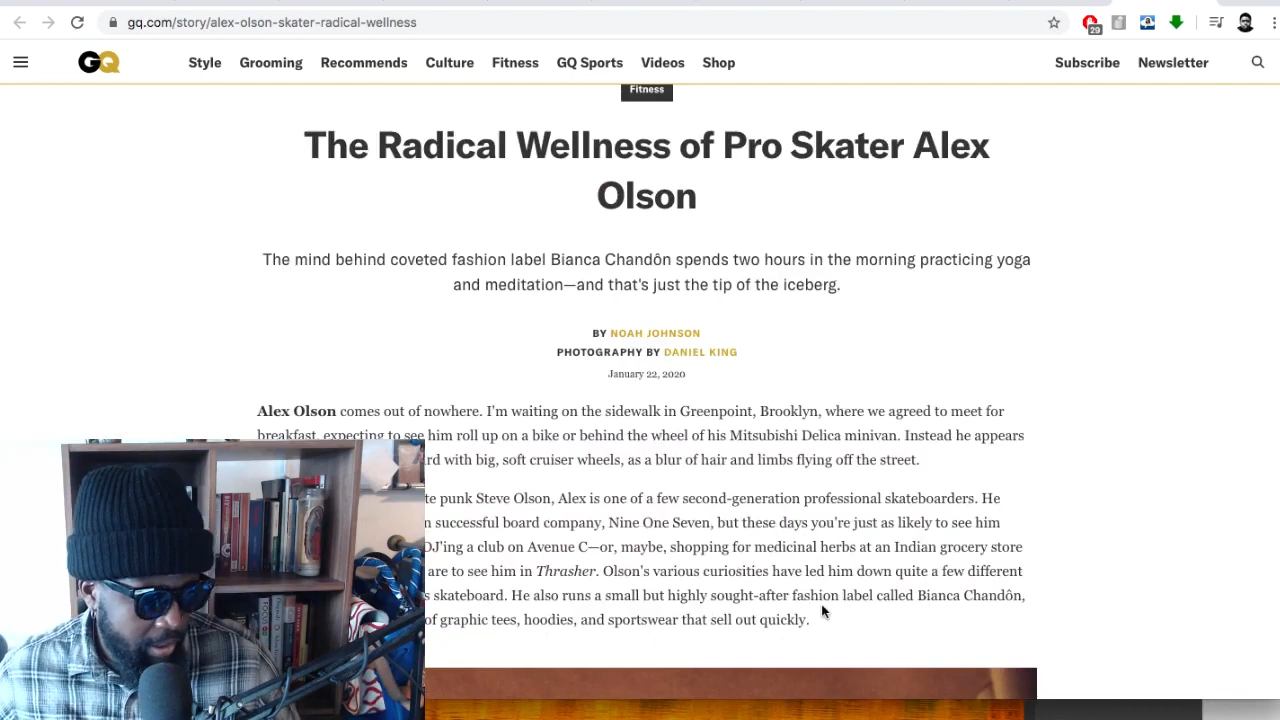 gq.com/story/alex-olson-skater-radical-wellness
29
GQ Style Grooming Recommends Culture Fitness GQ Sports Videos Shop Subscribe Newsletter
Fitness
The Radical Wellness of Pro Skater Alex
Olson
The mind behind coveted fashion label Bianca Chandôn spends two hours in the morning practicing yoga
and meditation—and that's just the tip of the iceberg.
BY NOAH JOHNSON
PHOTOGRAPHY BY DANIEL KING
January 22, 2020
Alex Olson comes out of nowhere. I'm waiting on the sidewalk in Greenpoint, Brooklyn, where we agreed to meet for
breakfast, expecting to see him roll up on a bike or behind the wheel of his Mitsubishi Delica minivan. Instead he appears
with big, soft cruiser wheels, as a blur of hair and limbs flying off the street.
punk Steve Olson, Alex is one of a few second-generation professional skateboarders. He
successful board company, Nine One Seven, but these days you're just as likely to see him
DJ'ing a club on Avenue C—or, maybe, shopping for medicinal herbs at an Indian grocery store
are to see him in Thrasher. Olson's various curiosities have led him down quite a few different
skateboard. He also runs a small but highly sought-after fashion label called Bianca Chandôn,
of graphic tees, hoodies, and sportswear that sell out quickly.